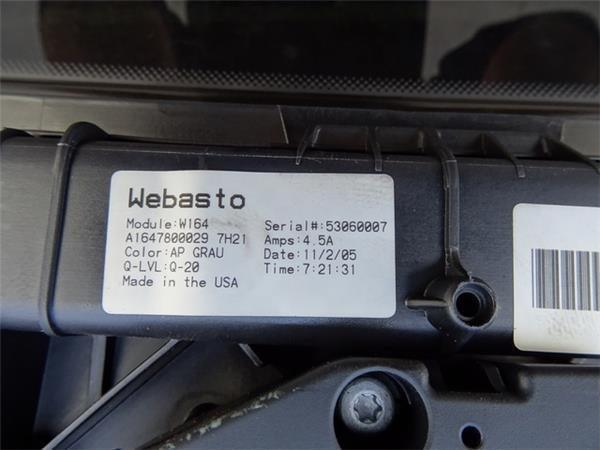 Webasto
Module:W164 Serial#:53060007
A1647800029 7H21 Amps:4.5A
Color:AP GRAU Date:11/2/05
Q-LVL:Q-20 Time:7:21:31
Made in the USA